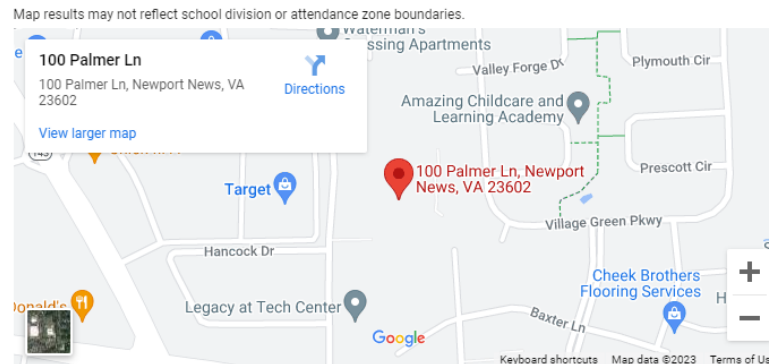 Map results may not reflect school division or attendance zone boundaries.
100 Palmer Ln
100 Palmer Ln, Newport News, VA
23602
Directions
View larger map
Waterman's
Crossing Apartments
Valley Forge Dr
Plymouth Cir
Amazing Childcare and
Learning Academy
143
100 Palmer Ln, Newport
News, VA 23602
Prescott Cir
Target
Village Green Pkwy
Hancock Dr
Cheek Brothers
Flooring Services
Donald's
Legacy at Tech Center
Baxter Ln
Google
+
−
Keyboard shortcuts
Map data ©2023
Terms of Us